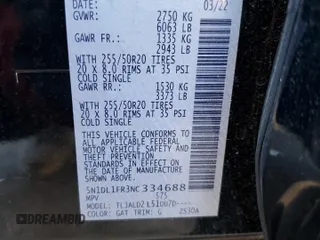 DATE: 03/22
GVWR: 2750 KG
6063 LB
GAWR FR.: 1335 KG
2943 LB
WITH 255/50R20 TIRES
20 X 8.0 RIMS AT 35 PSI
COLD SINGLE
GAWR RR.: 1530 KG
3373 LB
WITH 255/50R20 TIRES
20 X 8.0 RIMS AT 35 PSI
COLD SINGLE
THIS VEHICLE CONFORMS TO ALL
APPLICABLE FEDERAL MOTOR
VEHICLE SAFETY AND THEFT
PREVENTION STANDARDS
IN EFFECT ON THE DATE OF
MANUFACTURE SHOWN ABOVE.
5N1DL1FR3NC334688
MPV 575
MODEL:
COLOR: GAT TRIM: G